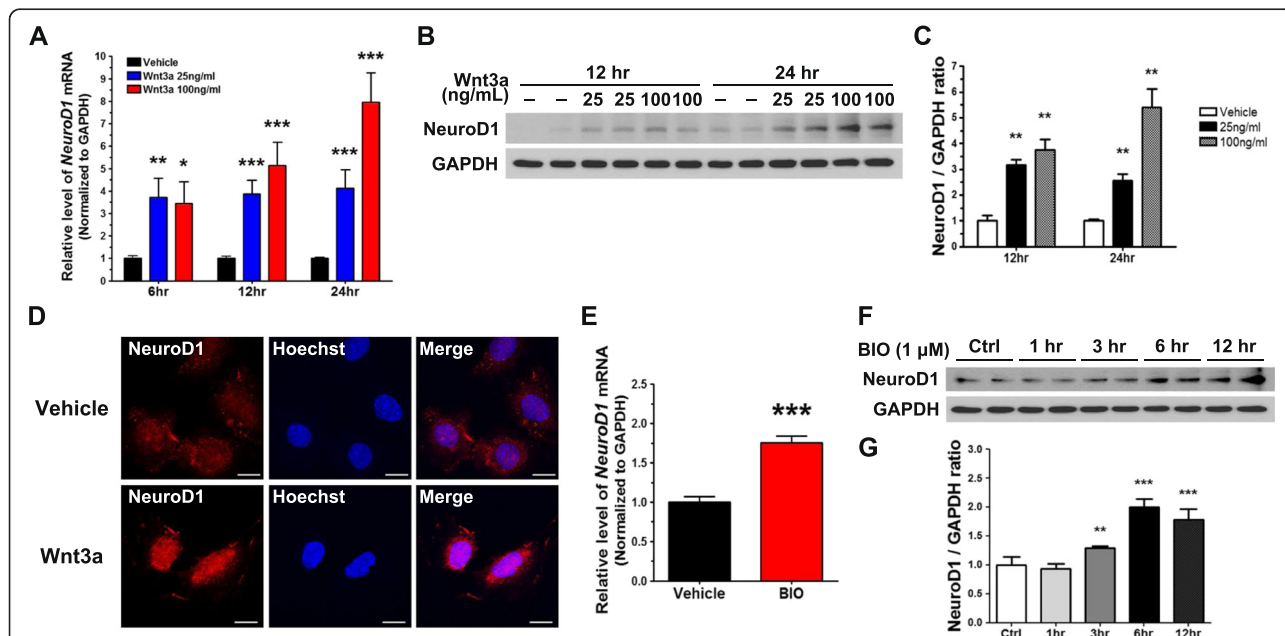 A
Relative level of NeuroD1 mRNA
(Normalized to GAPDH)
10
9
8
7
6
5
4
3
2
1
0
Vehicle
Wnt3a 25ng/ml
Wnt3a 100ng/ml
** * *** *** *** ***
6hr 12hr 24hr
B
Wnt3a
(ng/mL)
12 hr 24 hr
– – 25 25 100 100 – – 25 25 100 100
NeuroD1
GAPDH
C
NeuroD1 / GAPDH ratio
7
6
5
4
3
2
1
0
** ** ** **
12hr 24hr
Vehicle
25ng/ml
100ng/ml
D
NeuroD1 Hoechst Merge
Vehicle
NeuroD1 Hoechst Merge
Wnt3a
E
Relative level of NeuroD1 mRNA
(Normalized to GAPDH)
2.5
2.0
1.5
1.0
0.5
0.0
***
Vehicle BIO
F
BIO (1 µM) Ctrl 1 hr 3 hr 6 hr 12 hr
NeuroD1
GAPDH
G
NeuroD1 / GAPDH ratio
3.0
2.5
2.0
1.5
1.0
0.5
0.0
** *** ***
Ctrl 1hr 3hr 6hr 12hr